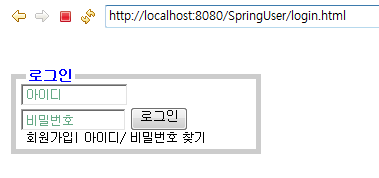 http://localhost:8080/SpringUser/login.html
로그인
아이디
비밀번호 로그인
회원가입| 아이디/ 비밀번호 찾기